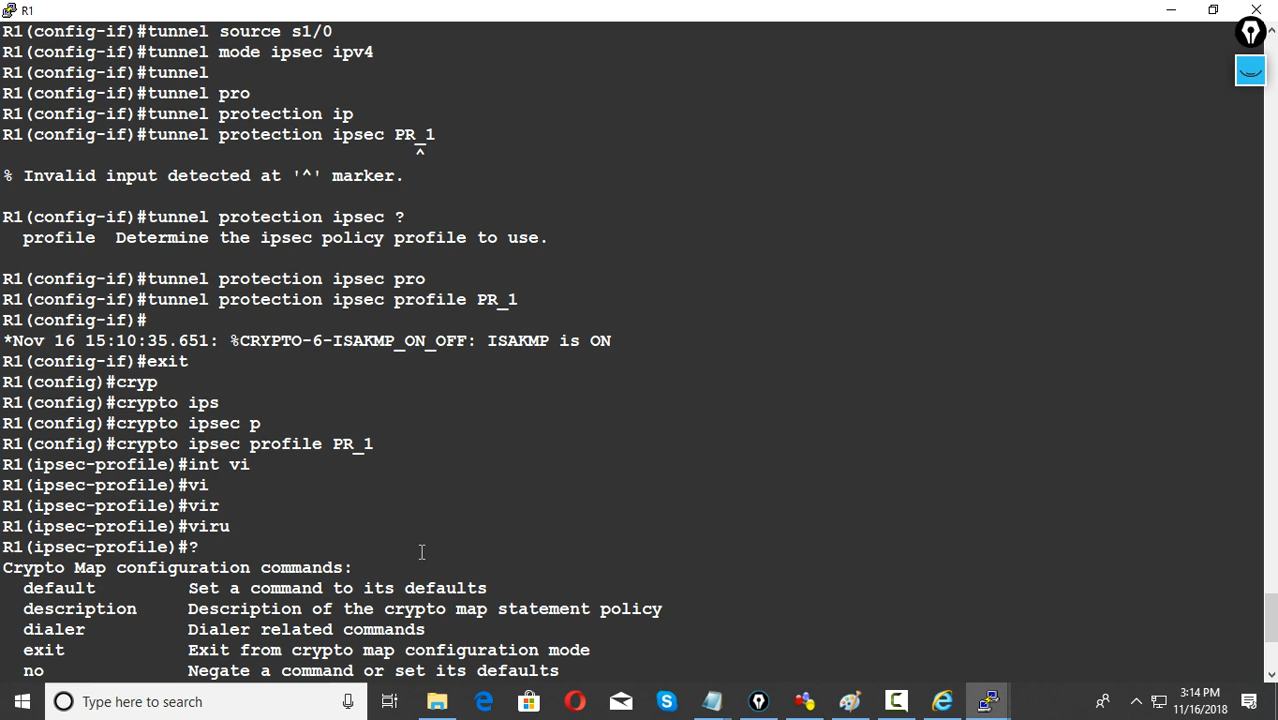 R1
R1(config-if)#tunnel source s1/0
R1(config-if)#tunnel mode ipsec ipv4
R1(config-if)#tunnel
R1(config-if)#tunnel pro
R1(config-if)#tunnel protection ip
R1(config-if)#tunnel protection ipsec PR_1
^
% Invalid input detected at '^' marker.
R1(config-if)#tunnel protection ipsec ?
profile  Determine the ipsec policy profile to use.
R1(config-if)#tunnel protection ipsec pro
R1(config-if)#tunnel protection ipsec profile PR_1
R1(config-if)#
*Nov 16 15:10:35.651: %CRYPTO-6-ISAKMP_ON_OFF: ISAKMP is ON
R1(config-if)#exit
R1(config)#cryp
R1(config)#crypto ips
R1(config)#crypto ipsec p
R1(config)#crypto ipsec profile PR_1
R1(ipsec-profile)#int vi
R1(ipsec-profile)#vi
R1(ipsec-profile)#vir
R1(ipsec-profile)#viru
R1(ipsec-profile)#?
Crypto Map configuration commands:
default      Set a command to its defaults
description  Description of the crypto map statement policy
dialer       Dialer related commands
exit         Exit from crypto map configuration mode
no           Negate a command or set its defaults
Type here to search
3:14 PM
11/16/2018